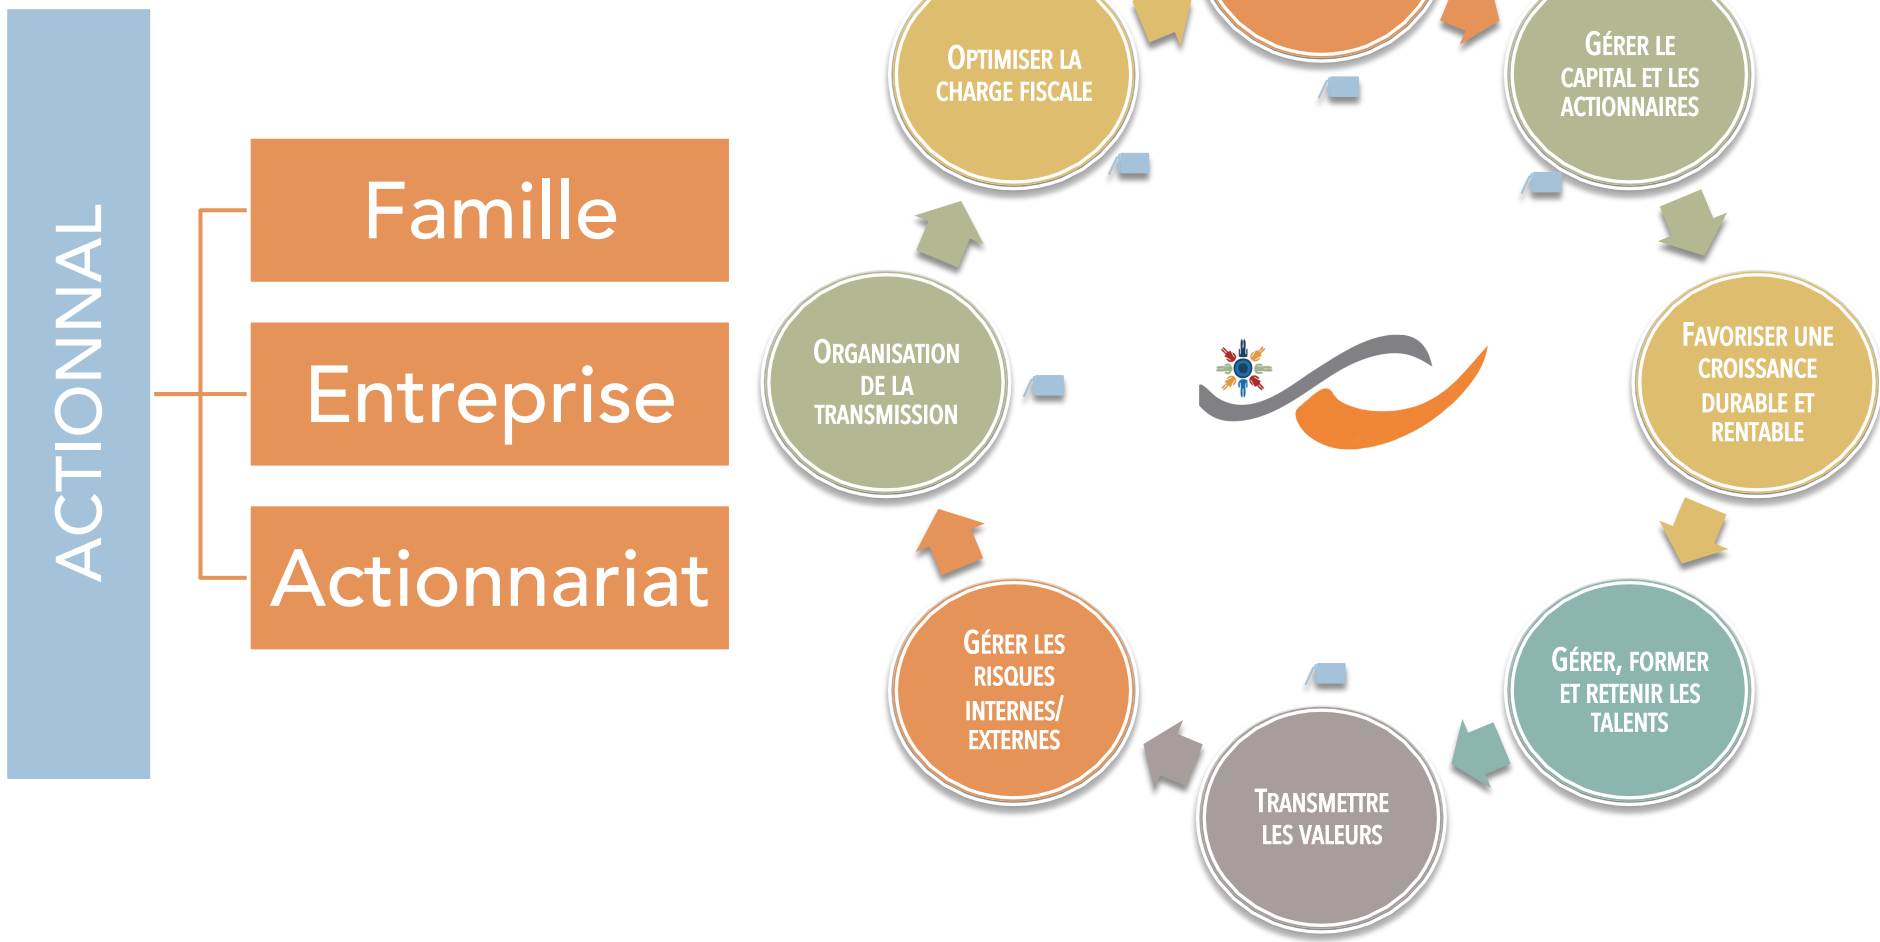 ACTIONNAL
Famille
Entreprise
Actionnariat
OPTIMISER LA
CHARGE FISCALE
GÉRER LE
CAPITAL ET LES
ACTIONNAIRES
FAVORISER UNE
CROISSANCE
DURABLE ET
RENTABLE
GÉRER, FORMER
ET RETENIR LES
TALENTS
TRANSMETTRE
LES VALEURS
GÉRER LES
RISQUES
INTERNES/
EXTERNES
ORGANISATION
DE LA
TRANSMISSION